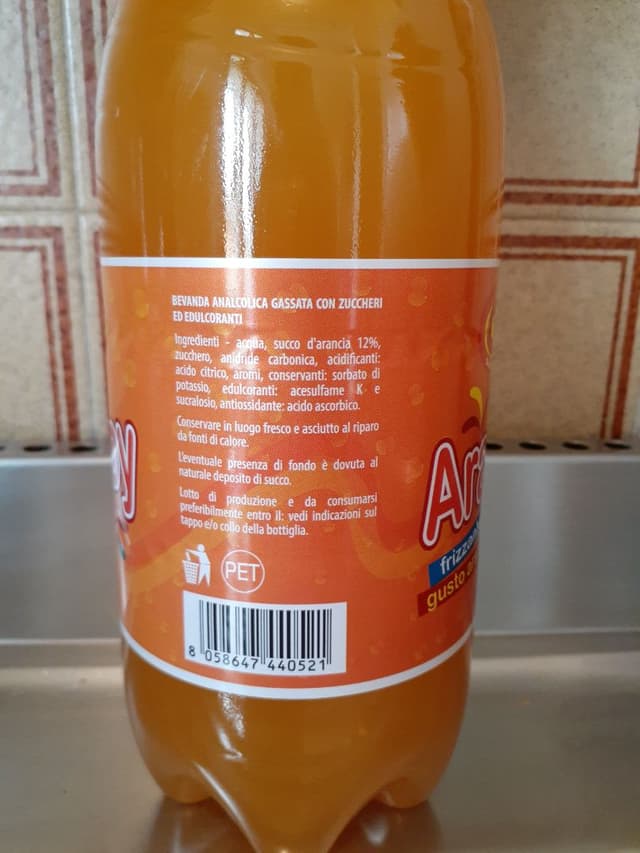 BEVANDA ANALCOLICA GASSATA CON ZUCCHERI
ED EDULCORANTI
Ingredienti - acqua, succo d'arancia 12%,
zucchero, anidride carbonica, acidificanti:
acido citrico, aromi, conservanti: sorbato di
potassio, edulcoranti: acesulfame K e
sucralosio, antiossidante: acido ascorbico.
Conservare in luogo fresco e asciutto al riparo
da fonti di calore.
L'eventuale presenza di fondo è dovuta al
naturale deposito di succo.
Lotto di produzione e da consumarsi
preferibilmente entro il: vedi indicazioni sul
tappo e/o collo della bottiglia.
PET
8 058647 440521
gusto